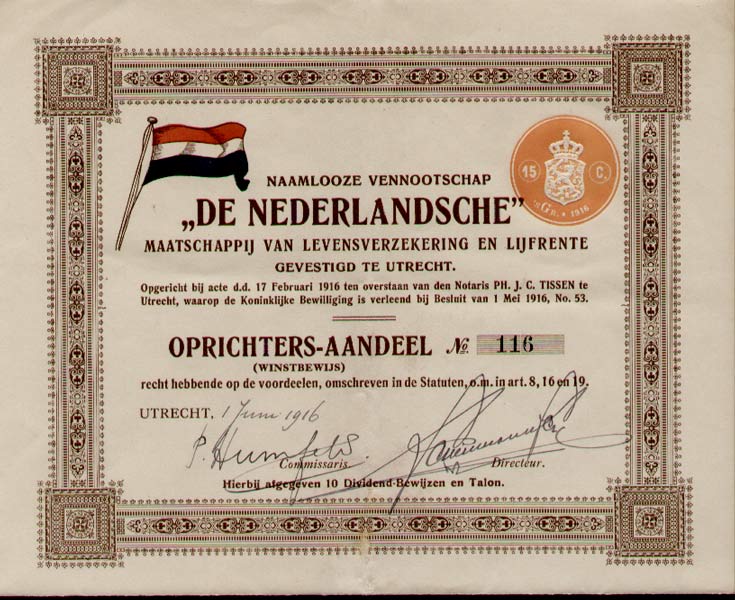 15 C.
'sGr. * 1916
NAAMLOOZE VENNOOTSCHAP
„DE NEDERLANDSCHE”
MAATSCHAPPIJ VAN LEVENSVERZEKERING EN LIJFRENTE
GEVESTIGD TE UTRECHT.
Opgericht bij acte d.d. 17 Februari 1916 ten overstaan van den Notaris PH. J. C. TISSEN te
Utrecht, waarop de Koninklijke Bewilliging is verleend bij Besluit van 1 Mei 1916, No. 53.
OPRICHTERS-AANDEEL No. 116
(WINSTBEWIJS)
recht hebbende op de voordeelen, omschreven in de Statuten, o.m. in art. 8, 16 en 19.
UTRECHT, 1 Juni 1916
Commissaris. Directeur.
Hierbij afgegeven 10 Dividend-Bewijzen en Talon.